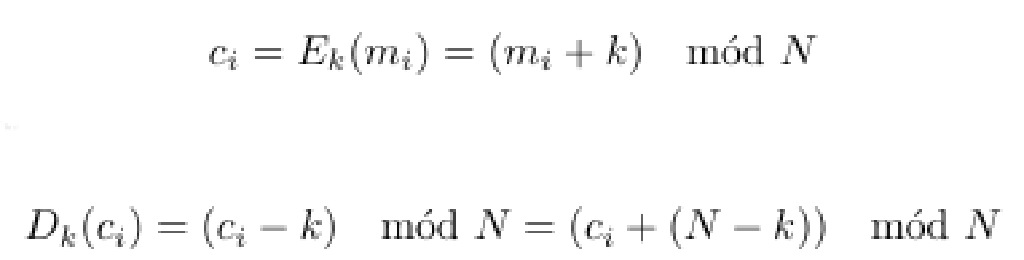 c_i = E_k(m_i) = (m_i + k) mód N
D_k(c_i) = (c_i − k) mód N = (c_i + (N − k)) mód N